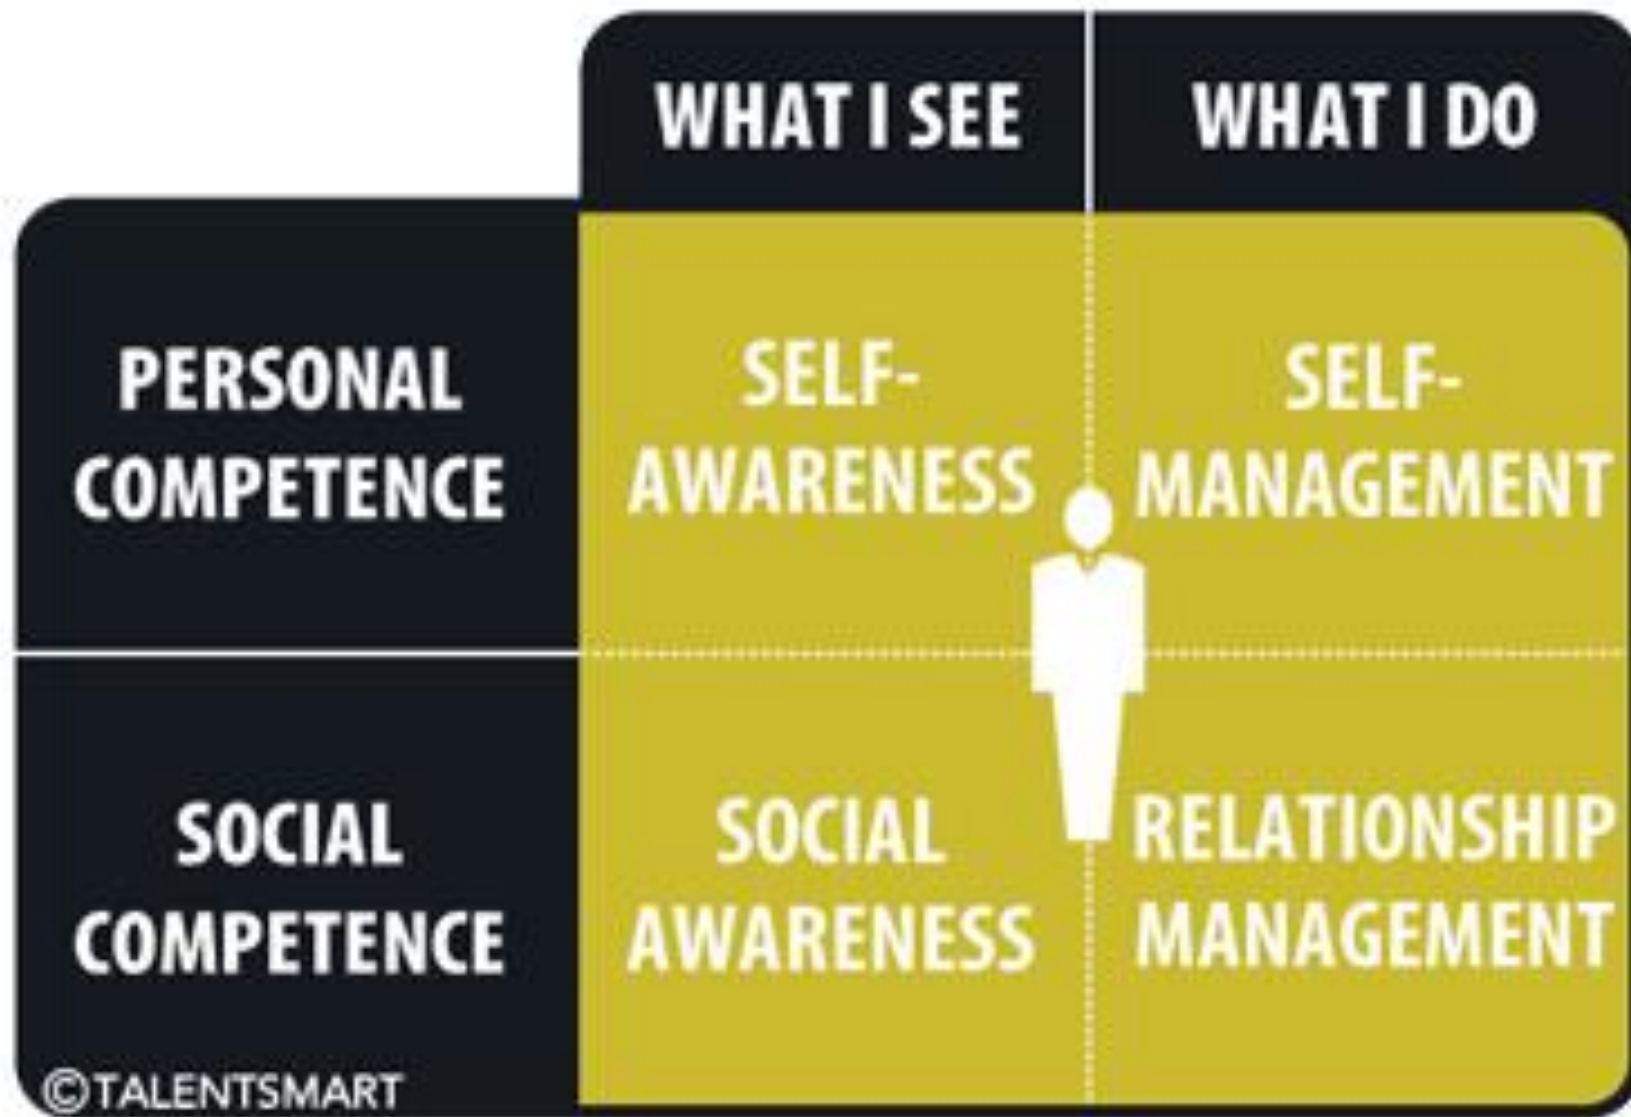 WHAT I SEE
WHAT I DO
PERSONAL
COMPETENCE
SELF-
AWARENESS
SELF-
MANAGEMENT
SOCIAL
COMPETENCE
SOCIAL
AWARENESS
RELATIONSHIP
MANAGEMENT
©TALENTSMART